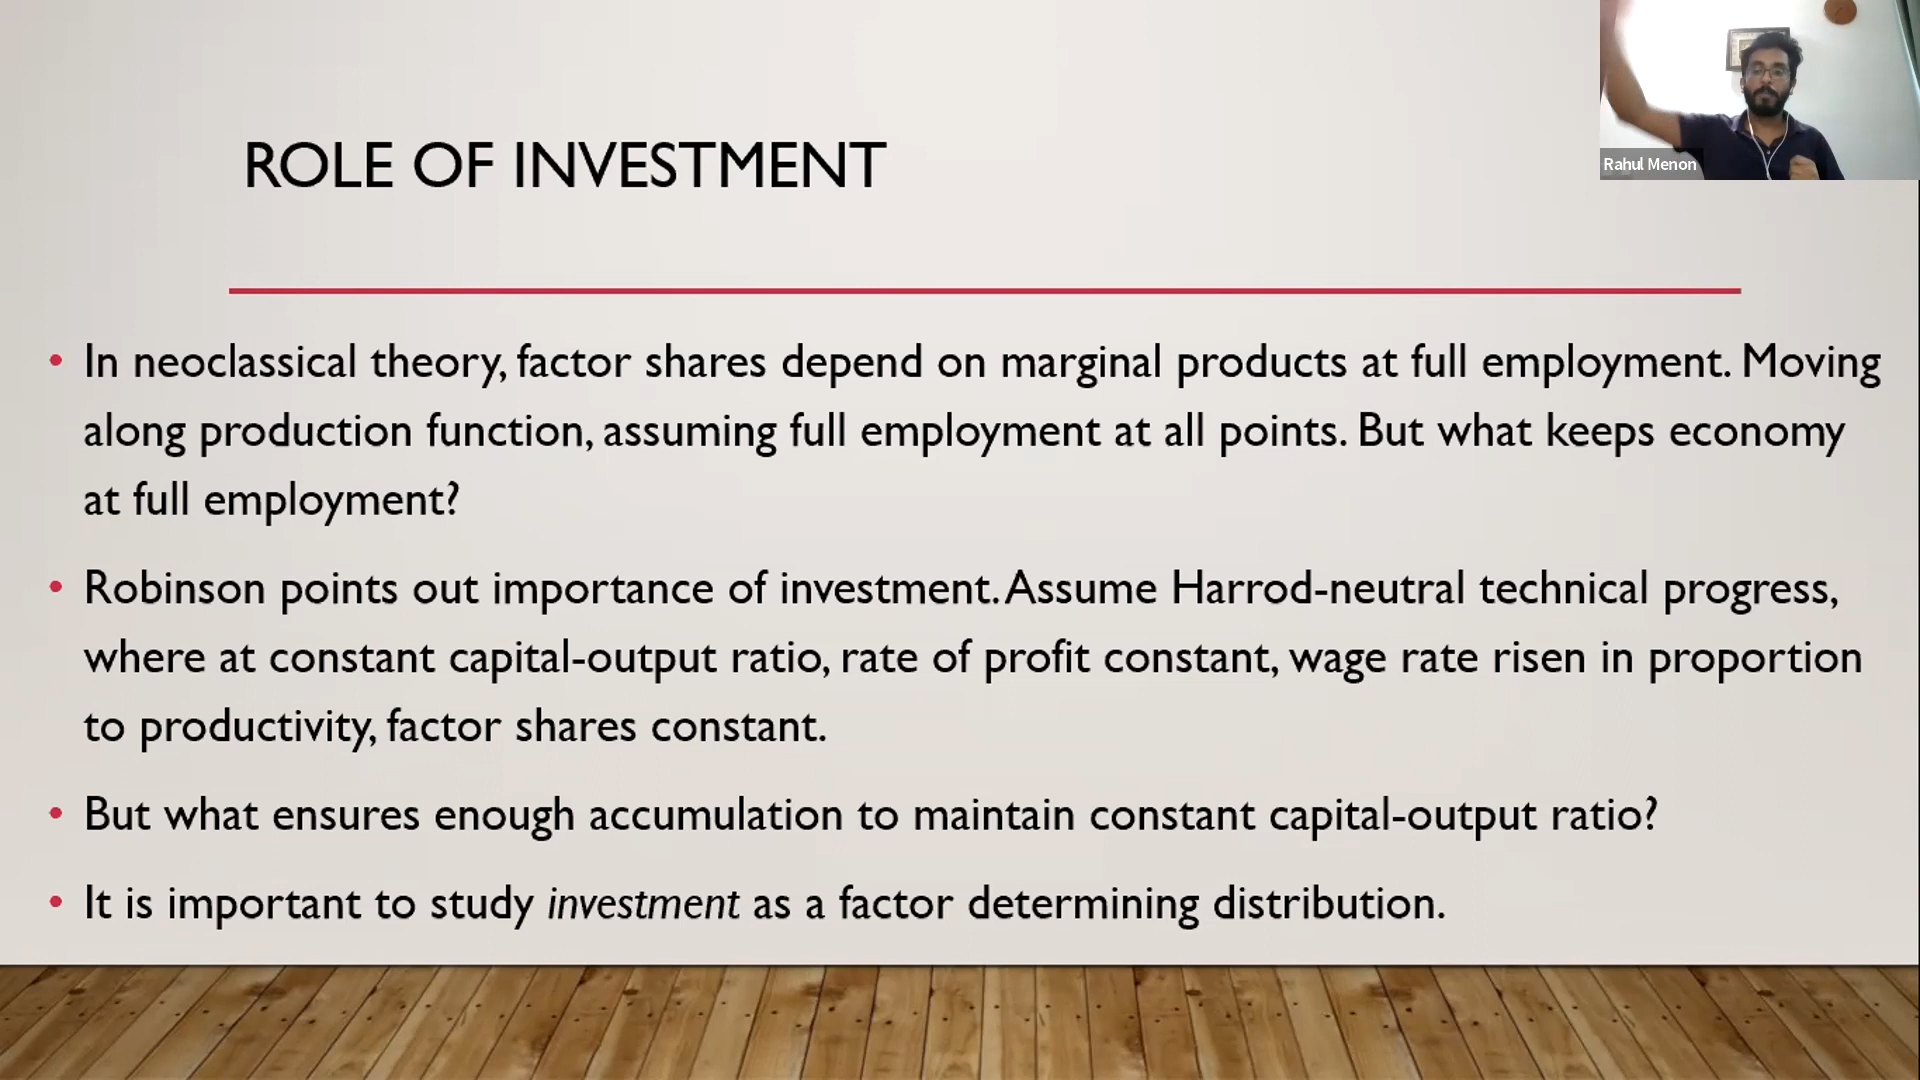 Rahul Menon
ROLE OF INVESTMENT
• In neoclassical theory, factor shares depend on marginal products at full employment. Moving
along production function, assuming full employment at all points. But what keeps economy
at full employment?
• Robinson points out importance of investment. Assume Harrod-neutral technical progress,
where at constant capital-output ratio, rate of profit constant, wage rate risen in proportion
to productivity, factor shares constant.
• But what ensures enough accumulation to maintain constant capital-output ratio?
• It is important to study investment as a factor determining distribution.